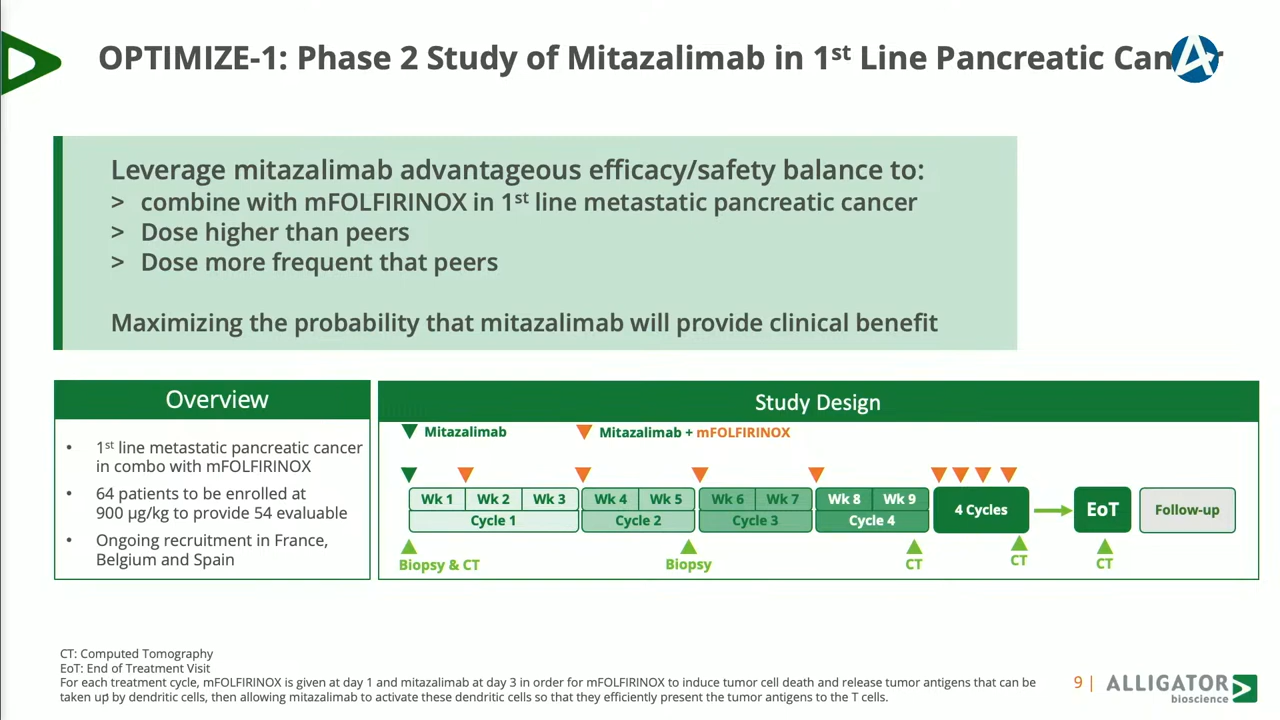 OPTIMIZE-1: Phase 2 Study of Mitazalimab in 1st Line Pancreatic Can r
Leverage mitazalimab advantageous efficacy/safety balance to:
> combine with mFOLFIRINOX in 1st line metastatic pancreatic cancer
> Dose higher than peers
> Dose more frequent that peers
Maximizing the probability that mitazalimab will provide clinical benefit
Overview
• 1st line metastatic pancreatic cancer
in combo with mFOLFIRINOX
• 64 patients to be enrolled at
900 µg/kg to provide 54 evaluable
• Ongoing recruitment in France,
Belgium and Spain
Study Design
Mitazalimab
Mitazalimab + mFOLFIRINOX
Wk 1 Wk 2 Wk 3 Wk 4 Wk 5 Wk 6 Wk 7 Wk 8 Wk 9
Cycle 1 Cycle 2 Cycle 3 Cycle 4
4 Cycles
EoT
Follow-up
Biopsy & CT
Biopsy
CT
CT
CT
CT: Computed Tomography
EoT: End of Treatment Visit
For each treatment cycle, mFOLFIRINOX is given at day 1 and mitazalimab at day 3 in order for mFOLFIRINOX to induce tumor cell death and release tumor antigens that can be
taken up by dendritic cells, then allowing mitazalimab to activate these dendritic cells so that they efficiently present the tumor antigens to the T cells.
9 |
ALLIGATOR
bioscience